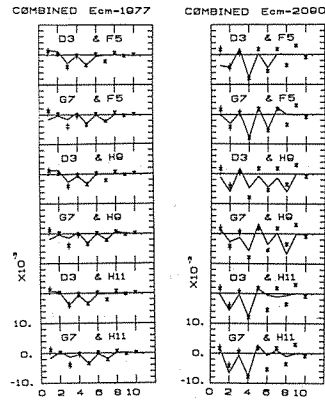 CØMBINED Ecm-1977
CØMBINED Ecm-2090
D3 & F5
D3 & F5
G7 & F5
G7 & F5
D3 & H9
D3 & H9
G7 & H9
G7 & H9
D3 & H11
D3 & H11
G7 & H11
G7 & H11
X10⁻³
10.
0.
-10.
0 2 4 6 8 10
X10⁻³
10.
0.
-10.
0 2 4 6 8 10